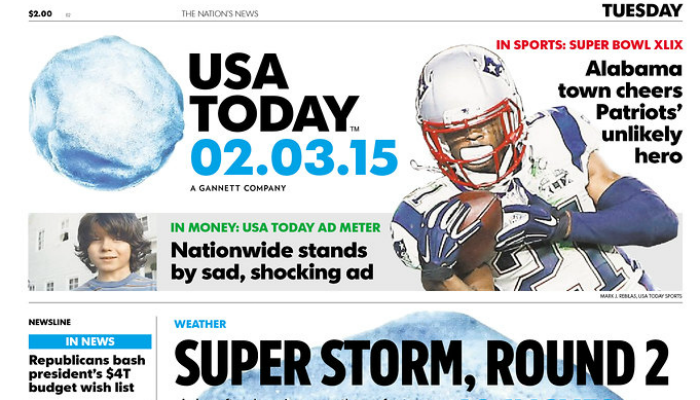 $2.00
THE NATION'S NEWS
TUESDAY
IN SPORTS: SUPER BOWL XLIX
Alabama
town cheers
Patriots'
unlikely
hero
USA
TODAY™
02.03.15
A GANNETT COMPANY
IN MONEY: USA TODAY AD METER
Nationwide stands
by sad, shocking ad
MARK J. REBILAS, USA TODAY SPORTS
NEWSLINE
IN NEWS
Republicans bash
president's $4T
budget wish list
WEATHER
SUPER STORM, ROUND 2